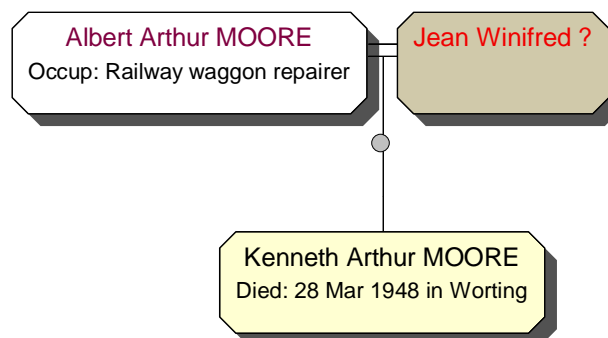 Albert Arthur MOORE
Occup: Railway waggon repairer
Jean Winifred ?
Kenneth Arthur MOORE
Died: 28 Mar 1948 in Worting